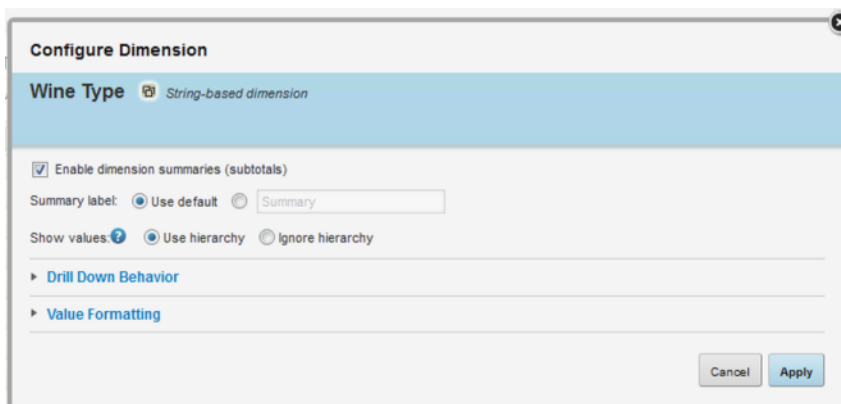 Configure Dimension
Wine Type String-based dimension
Enable dimension summaries (subtotals)
Summary label: Use default Summary
Show values: ? Use hierarchy Ignore hierarchy
Drill Down Behavior
Value Formatting
Cancel Apply